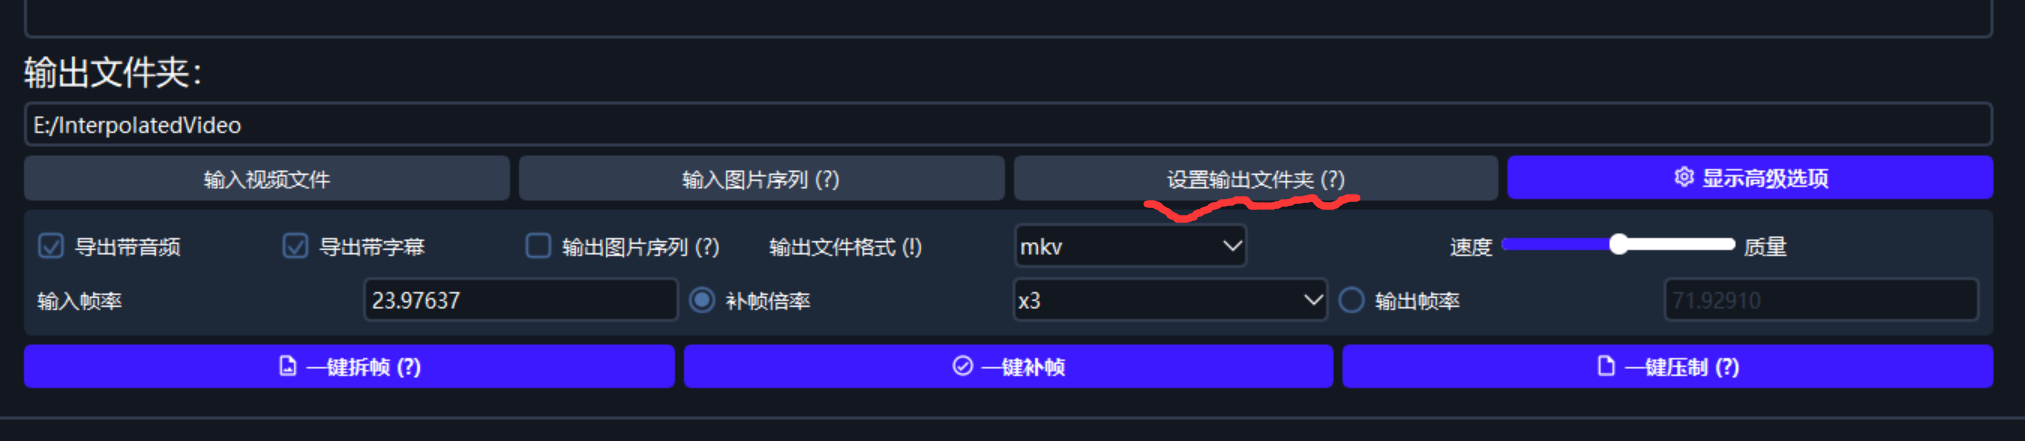 输出文件夹：
E:/InterpolatedVideo
输入视频文件 输入图片序列 (?) 设置输出文件夹 (?) 显示高级选项
导出带音频 导出带字幕 输出图片序列 (?) 输出文件格式 (!) mkv 速度 质量
输入帧率 23.97637 补帧倍率 x3 输出帧率 71.92910
一键拆帧 (?) 一键补帧 一键压制 (?)